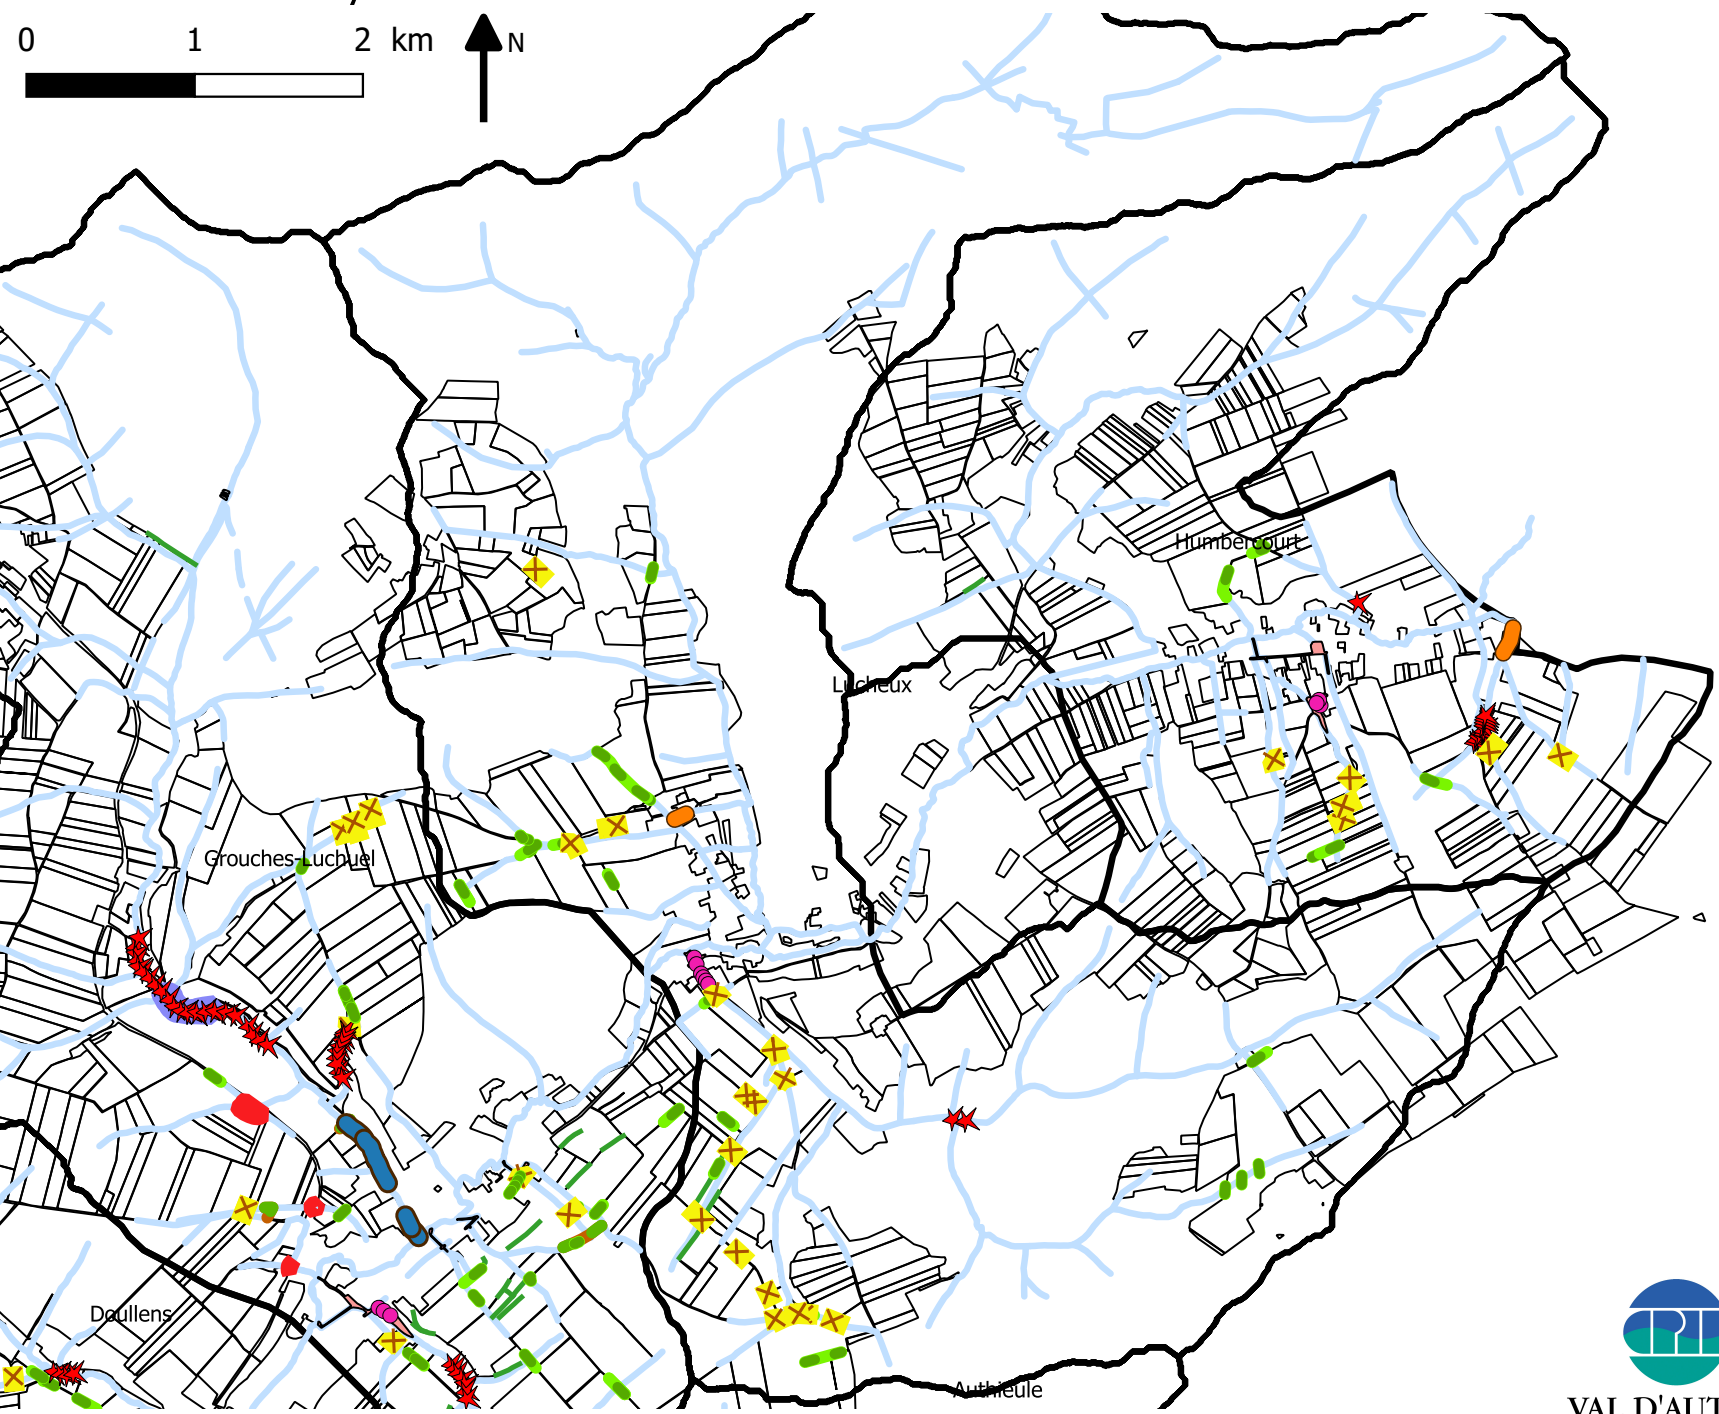 0 1 2 km N
Humbercourt
Lucheux
Grouches-Luchuel
Doullens
Authieule
VAL D'AUT